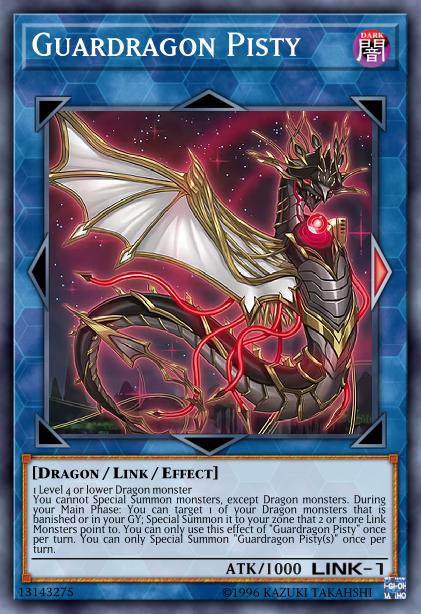 GUARDRAGON PISTY
DARK
闇
[DRAGON / LINK / EFFECT]
1 Level 4 or lower Dragon monster
You cannot Special Summon monsters, except Dragon monsters. During
your Main Phase: You can target 1 of your Dragon monsters that is
banished or in your GY; Special Summon it to your zone that 2 or more Link
Monsters point to. You can only use this effect of "Guardragon Pisty" once
per turn. You can only Special Summon "Guardragon Pisty(s)" once per
turn.
ATK/1000 LINK-1
13143275 ©1996 KAZUKI TAKAHSHI